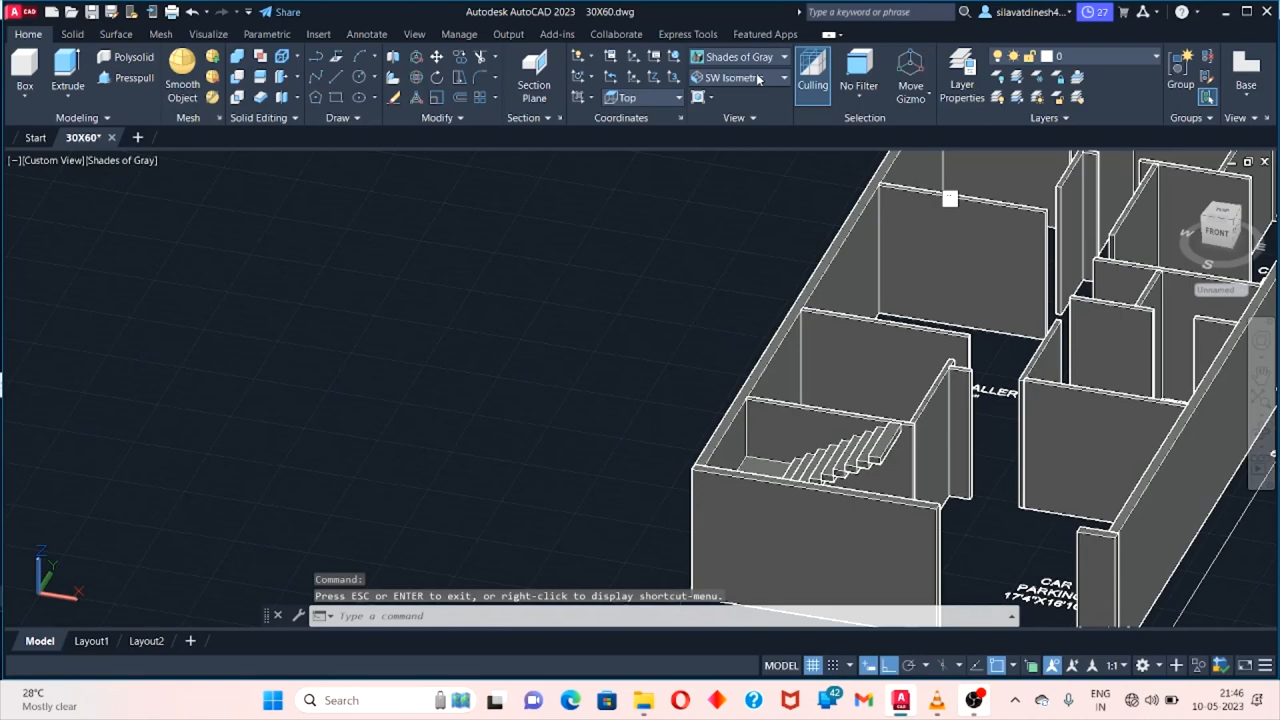 Share
Autodesk AutoCAD 2023 30X60.dwg
Type a keyword or phrase
silavatdinesh4...
27
Home Solid Surface Mesh Visualize Parametric Insert Annotate View Manage Output Add-ins Collaborate Express Tools Featured Apps
Box
Extrude
Polysolid
Presspull
Smooth Object
Section Plane
Top
Shades of Gray
SW Isometric
Culling
No Filter
Move Gizmo
Layer Properties
0
Group
Base
Modeling Mesh Solid Editing Draw Modify Section Coordinates View Selection Layers Groups View
Start 30X60*
[−][Custom View][Shades of Gray]
FRONT
W
E
S
Unnamed
ALLER
CAR
PARKING
Z
Y
X
Command:
Press ESC or ENTER to exit, or right-click to display shortcut-menu.
Type a command
Model Layout1 Layout2
MODEL
1:1
28°C
Mostly clear
Search
42
ENG
IN
21:46
10-05-2023